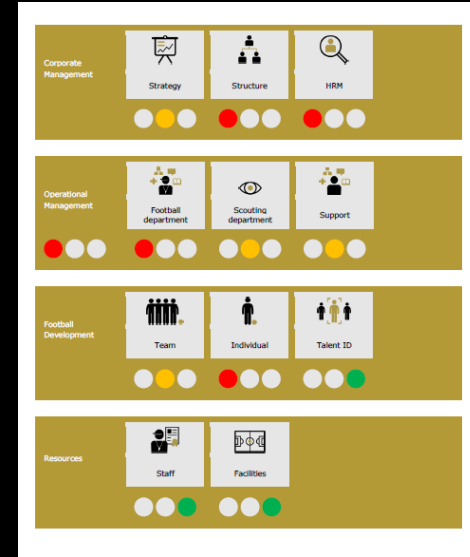 Corporate
Management
Strategy
Structure
HRM
Operational
Management
Football
department
Scouting
department
Support
Football
Development
Team
Individual
Talent ID
Resources
Staff
Facilities